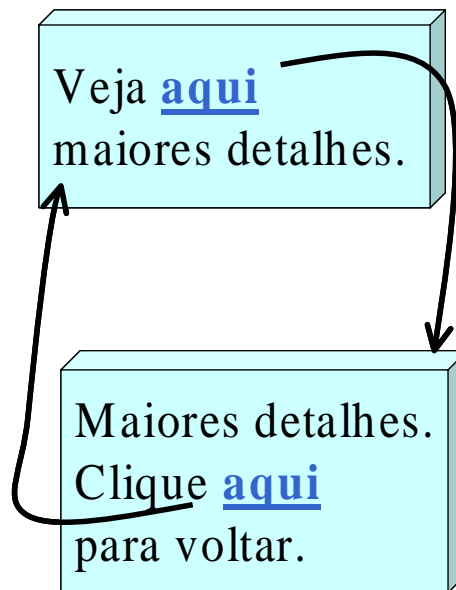 Veja aqui
maiores detalhes.
Maiores detalhes.
Clique aqui
para voltar.